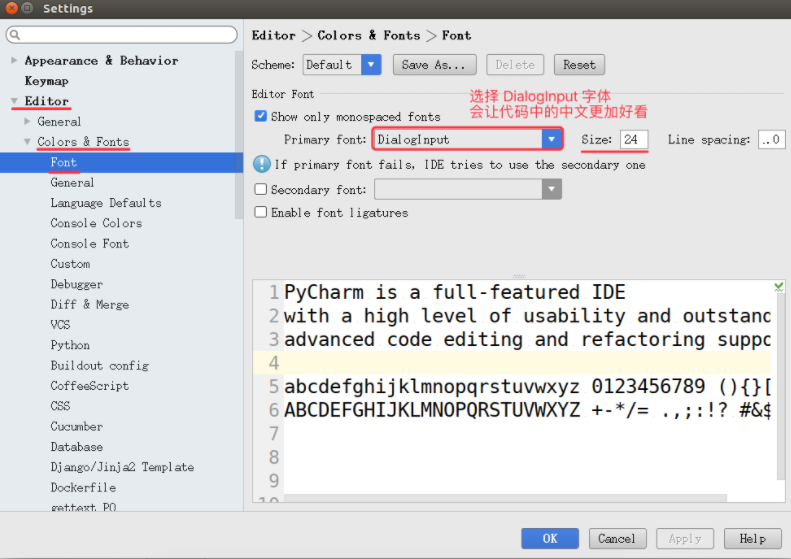 Settings
Editor > Colors & Fonts > Font
Appearance & Behavior
Keymap
Editor
General
Colors & Fonts
Font
General
Language Defaults
Console Colors
Console Font
Custom
Debugger
Diff & Merge
VCS
Python
Buildout config
CoffeeScript
CSS
Cucumber
Database
Django/Jinja2 Template
Dockerfile
gettext PO
Scheme: Default Save As... Delete Reset
Editor Font
选择 DialogInput 字体
会让代码中的中文更加好看
Show only monospaced fonts
Primary font: DialogInput Size: 24 Line spacing: ..0
If primary font fails, IDE tries to use the secondary one
Secondary font:
Enable font ligatures
1 PyCharm is a full-featured IDE
2 with a high level of usability and outstand
3 advanced code editing and refactoring suppo
4
5 abcdefghijklmnopqrstuvwxyz 0123456789 (){}[
6 ABCDEFGHIJKLMNOPQRSTUVWXYZ +-*/= .,;:!? #&$
7
8
9
10
OK Cancel Apply Help